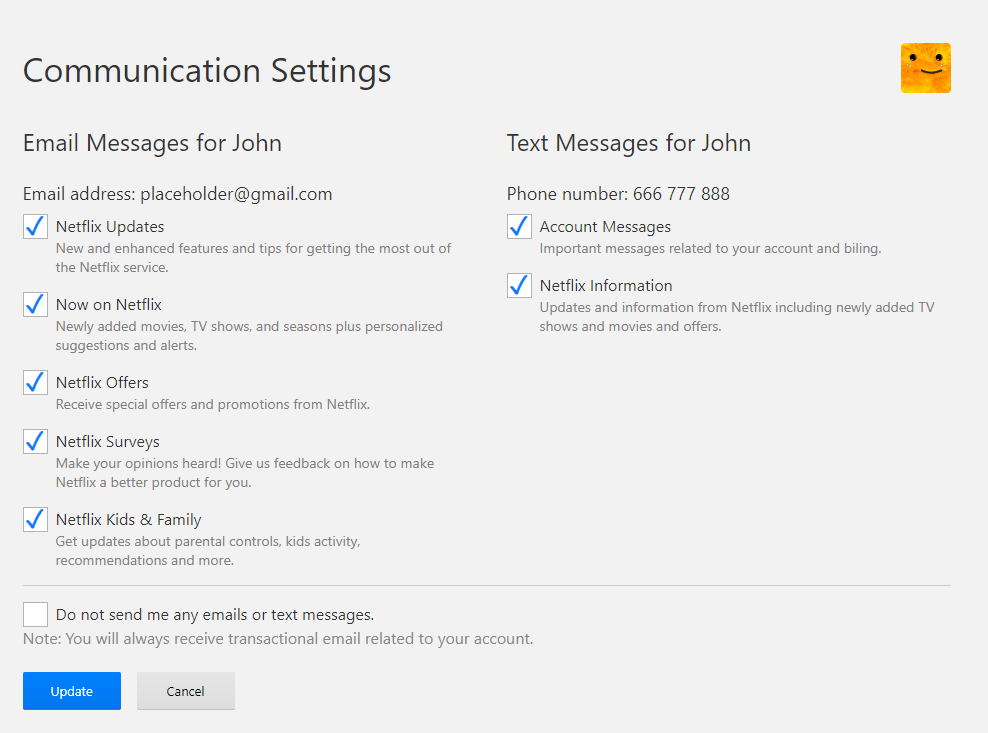 Communication Settings
Email Messages for John
Email address: placeholder@gmail.com
Netflix Updates
New and enhanced features and tips for getting the most out of
the Netflix service.
Now on Netflix
Newly added movies, TV shows, and seasons plus personalized
suggestions and alerts.
Netflix Offers
Receive special offers and promotions from Netflix.
Netflix Surveys
Make your opinions heard! Give us feedback on how to make
Netflix a better product for you.
Netflix Kids & Family
Get updates about parental controls, kids activity,
recommendations and more.
Text Messages for John
Phone number: 666 777 888
Account Messages
Important messages related to your account and biling.
Netflix Information
Updates and information from Netflix including newly added TV
shows and movies and offers.
Do not send me any emails or text messages.
Note: You will always receive transactional email related to your account.
Update
Cancel